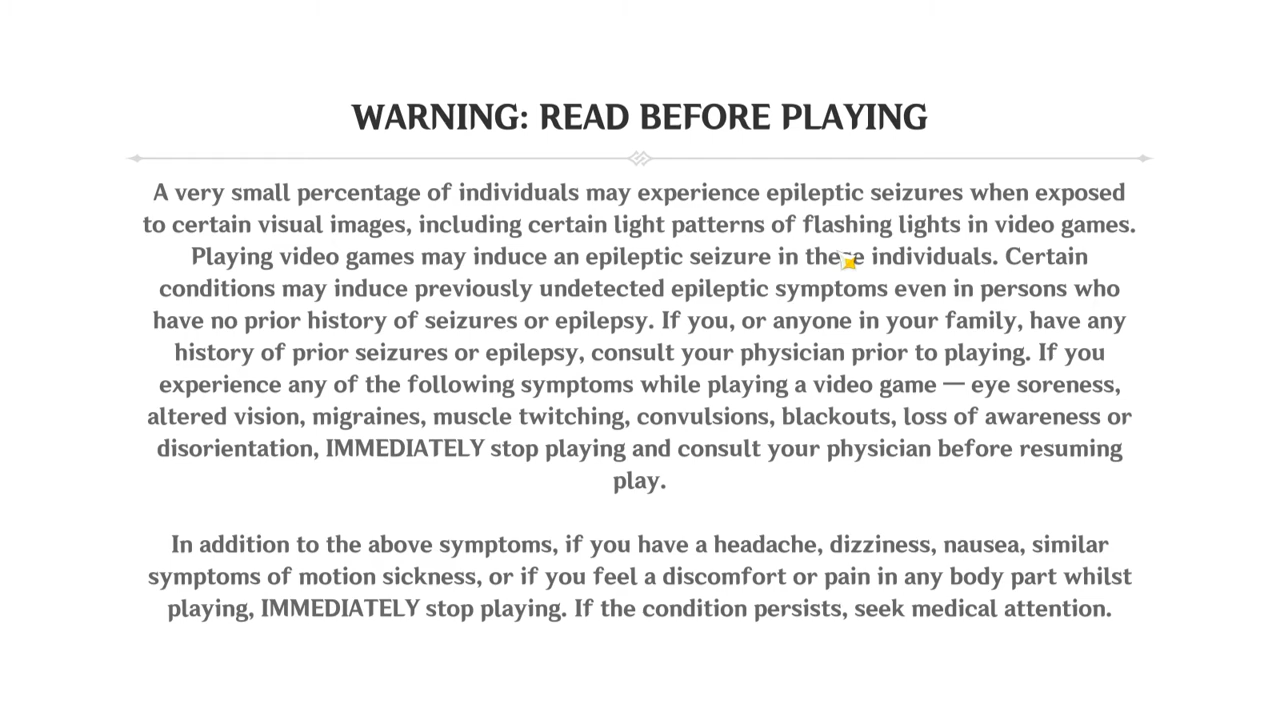 WARNING: READ BEFORE PLAYING
A very small percentage of individuals may experience epileptic seizures when exposed
to certain visual images, including certain light patterns of flashing lights in video games.
Playing video games may induce an epileptic seizure in these individuals. Certain
conditions may induce previously undetected epileptic symptoms even in persons who
have no prior history of seizures or epilepsy. If you, or anyone in your family, have any
history of prior seizures or epilepsy, consult your physician prior to playing. If you
experience any of the following symptoms while playing a video game — eye soreness,
altered vision, migraines, muscle twitching, convulsions, blackouts, loss of awareness or
disorientation, IMMEDIATELY stop playing and consult your physician before resuming
play.
In addition to the above symptoms, if you have a headache, dizziness, nausea, similar
symptoms of motion sickness, or if you feel a discomfort or pain in any body part whilst
playing, IMMEDIATELY stop playing. If the condition persists, seek medical attention.